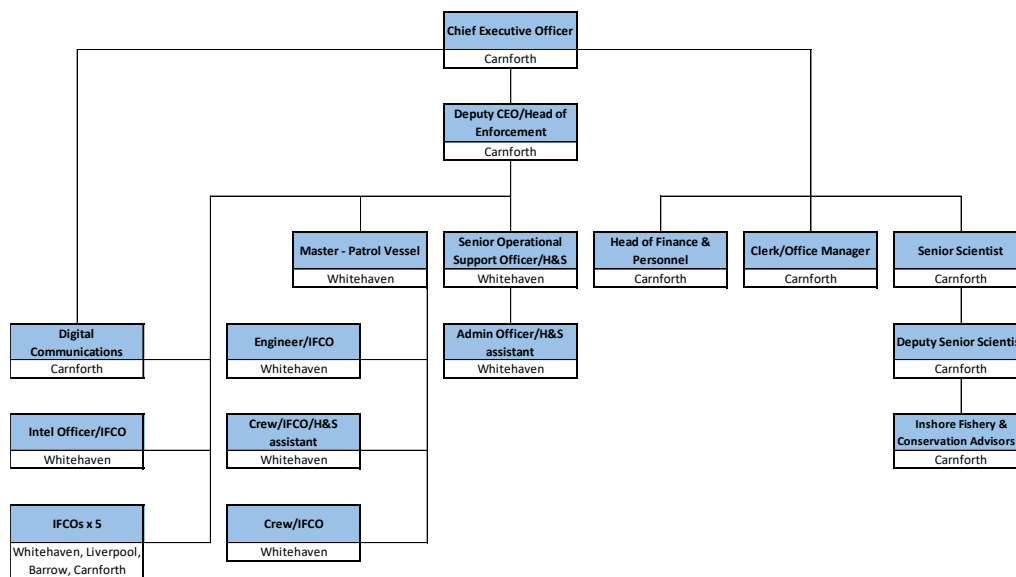 Chief Executive Officer
Carnforth
Deputy CEO/Head of
Enforcement
Carnforth
Master - Patrol Vessel
Whitehaven
Senior Operational
Support Officer/H&S
Whitehaven
Head of Finance &
Personnel
Carnforth
Clerk/Office Manager
Carnforth
Senior Scientist
Carnforth
Digital
Communications
Carnforth
Engineer/IFCO
Whitehaven
Admin Officer/H&S
assistant
Whitehaven
Deputy Senior Scientist
Carnforth
Intel Officer/IFCO
Whitehaven
Crew/IFCO/H&S
assistant
Whitehaven
Inshore Fishery &
Conservation Advisors
Carnforth
IFCOs x 5
Whitehaven, Liverpool,
Barrow, Carnforth
Crew/IFCO
Whitehaven